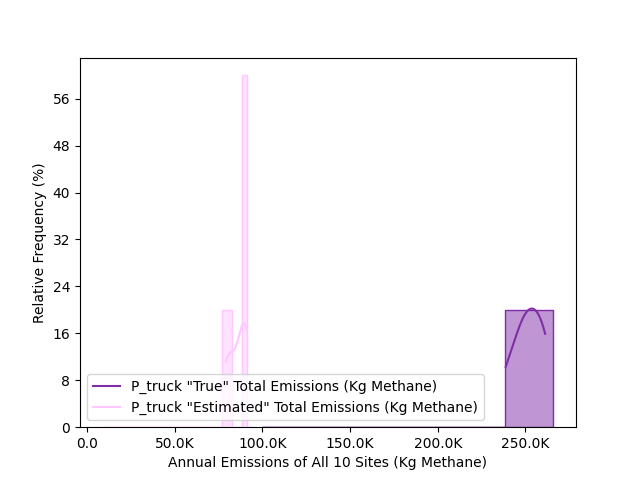 56
48
40
32
24
16
8
0
Relative Frequency (%)
P_truck "True" Total Emissions (Kg Methane)
P_truck "Estimated" Total Emissions (Kg Methane)
0.0 50.0K 100.0K 150.0K 200.0K 250.0K
Annual Emissions of All 10 Sites (Kg Methane)